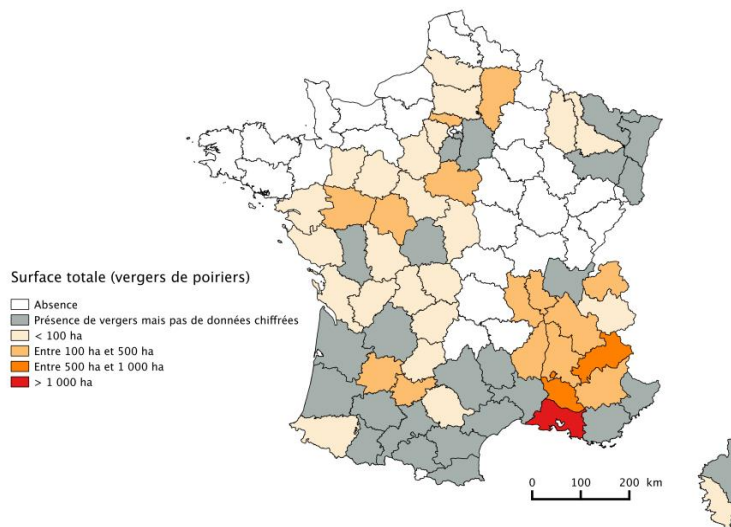 Surface totale (vergers de poiriers)
Absence
Présence de vergers mais pas de données chiffrées
< 100 ha
Entre 100 ha et 500 ha
Entre 500 ha et 1 000 ha
> 1 000 ha
0 100 200 km